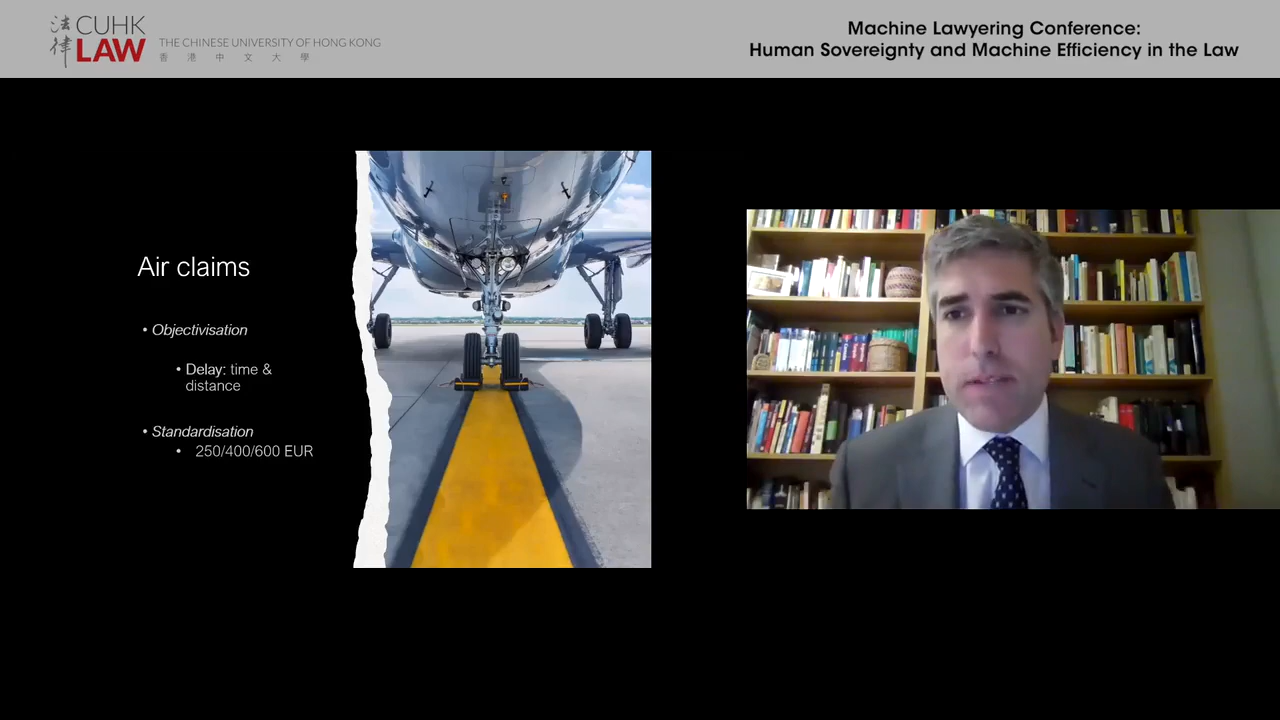 法律
CUHK
LAW
THE CHINESE UNIVERSITY OF HONG KONG
香港中文大學
Machine Lawyering Conference:
Human Sovereignty and Machine Efficiency in the Law
Air claims
• Objectivisation
• Delay: time &
distance
• Standardisation
• 250/400/600 EUR